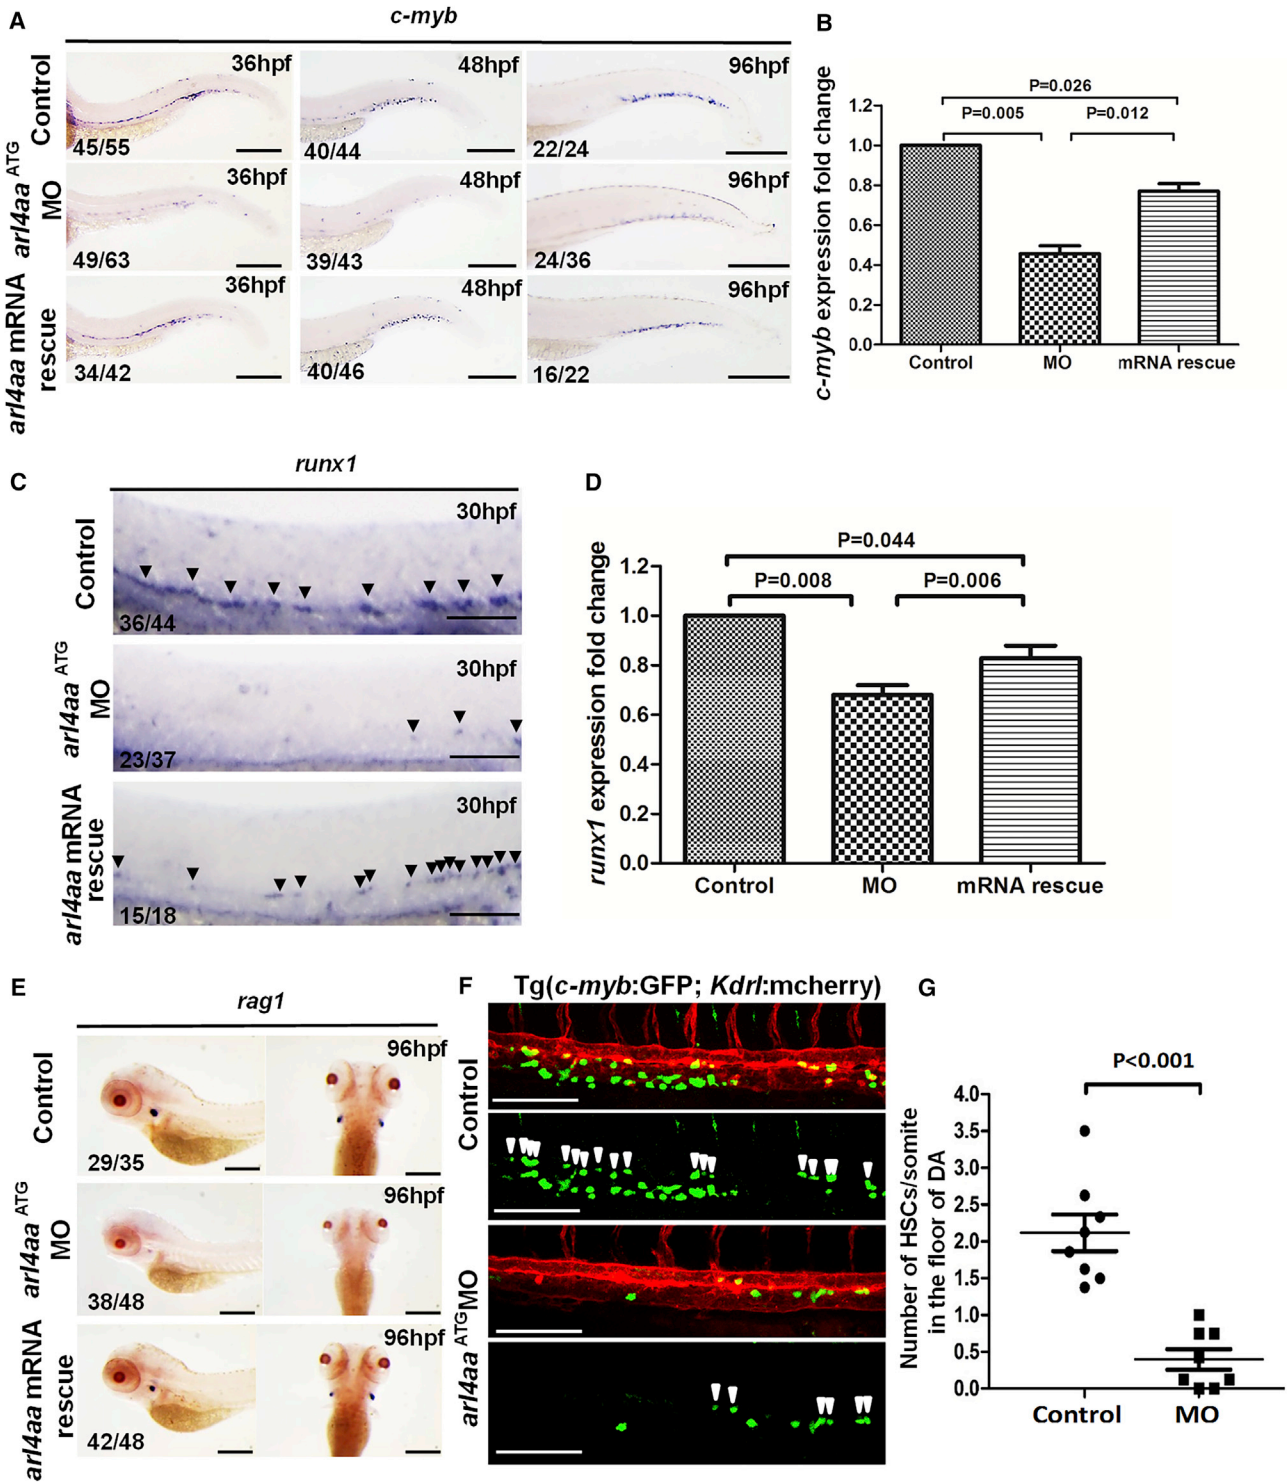 A
c-myb
Control
36hpf
45/55
48hpf
40/44
96hpf
22/24
arl4aa ATG
MO
36hpf
49/63
48hpf
39/43
96hpf
24/36
arl4aa mRNA
rescue
36hpf
34/42
48hpf
40/46
96hpf
16/22
B
c-myb expression fold change
P=0.026
P=0.005
P=0.012
1.2
1.0
0.8
0.6
0.4
0.2
0.0
Control
MO
mRNA rescue
C
runx1
Control
30hpf
36/44
arl4aa ATG
MO
30hpf
23/37
arl4aa mRNA
rescue
30hpf
15/18
D
runx1 expression fold change
P=0.044
P=0.008
P=0.006
1.2
1.0
0.8
0.6
0.4
0.2
0.0
Control
MO
mRNA rescue
E
rag1
Control
96hpf
29/35
arl4aa ATG
MO
96hpf
38/48
arl4aa mRNA
rescue
96hpf
42/48
F
Tg(c-myb:GFP; Kdrl:mcherry)
Control
arl4aa ATG MO
G
Number of HSCs/somite
in the floor of DA
P<0.001
4.0
3.5
3.0
2.5
2.0
1.5
1.0
0.5
0.0
Control
MO